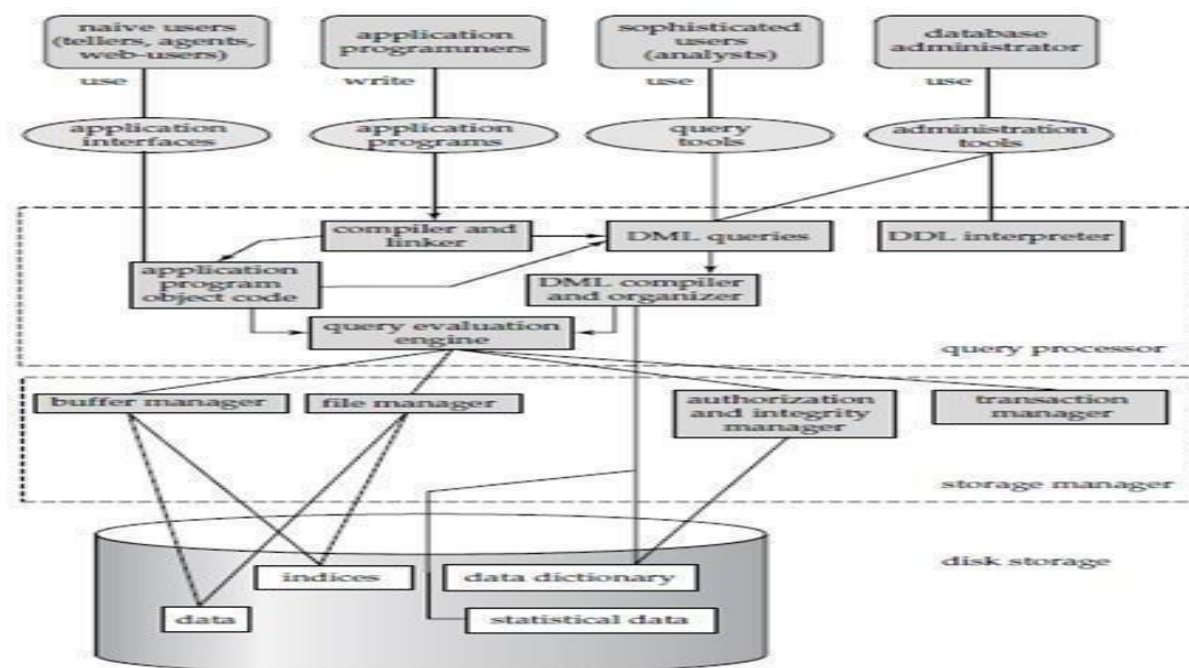 naive users
(tellers, agents,
web-users)
application
programmers
sophisticated
users
(analysts)
database
administrator
use
write
use
use
application
interfaces
application
programs
query
tools
administration
tools
compiler and
linker
DML queries
DDL interpreter
application
program
object code
DML compiler
and organizer
query evaluation
engine
query processor
buffer manager
file manager
authorization
and integrity
manager
transaction
manager
storage manager
disk storage
indices
data dictionary
data
statistical data